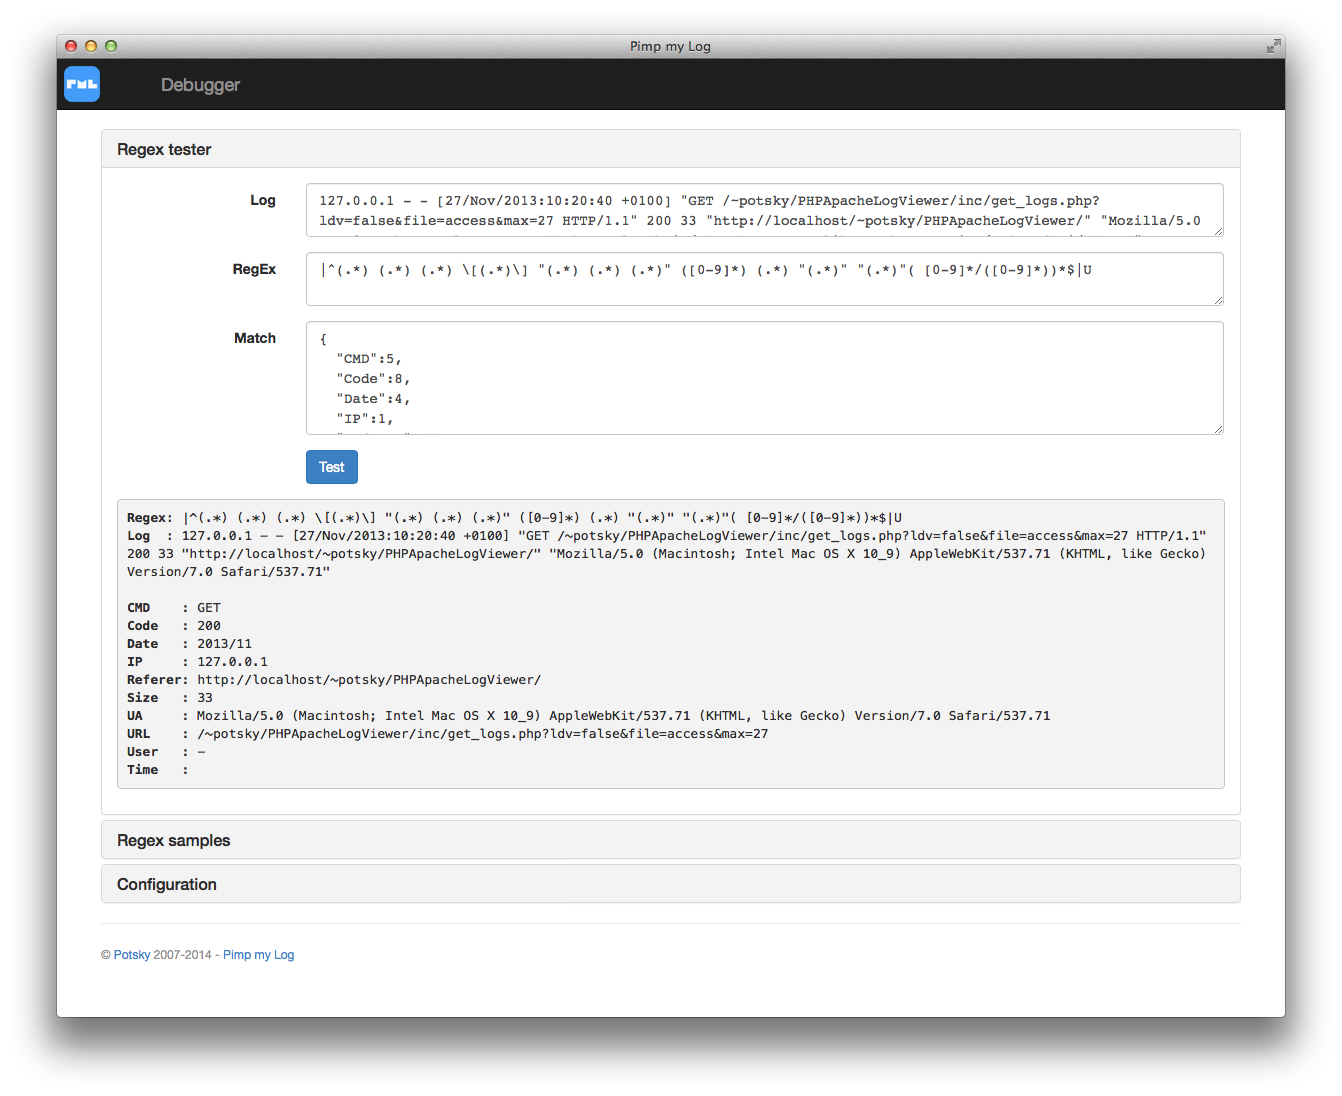 Pimp my Log
PML
Debugger
Regex tester
Log
127.0.0.1 - - [27/Nov/2013:10:20:40 +0100] "GET /~potsky/PHPApacheLogViewer/inc/get_logs.php?
ldv=false&file=access&max=27 HTTP/1.1" 200 33 "http://localhost/~potsky/PHPApacheLogViewer/" "Mozilla/5.0
RegEx
|^(.*) (.*) (.*) \[(.*)\] "(.*) (.*) (.*)" ([0-9]*) (.*) "(.*)" "(.*)"( [0-9]*/([0-9]*))*$|U
Match
{
"CMD":5,
"Code":8,
"Date":4,
"IP":1,
Test
Regex: |^(.*) (.*) (.*) \[(.*)\] "(.*) (.*) (.*)" ([0-9]*) (.*) "(.*)" "(.*)"( [0-9]*/([0-9]*))*$|U
Log : 127.0.0.1 - - [27/Nov/2013:10:20:40 +0100] "GET /~potsky/PHPApacheLogViewer/inc/get_logs.php?ldv=false&file=access&max=27 HTTP/1.1"
200 33 "http://localhost/~potsky/PHPApacheLogViewer/" "Mozilla/5.0 (Macintosh; Intel Mac OS X 10_9) AppleWebKit/537.71 (KHTML, like Gecko)
Version/7.0 Safari/537.71"
CMD : GET
Code : 200
Date : 2013/11
IP : 127.0.0.1
Referer: http://localhost/~potsky/PHPApacheLogViewer/
Size : 33
UA : Mozilla/5.0 (Macintosh; Intel Mac OS X 10_9) AppleWebKit/537.71 (KHTML, like Gecko) Version/7.0 Safari/537.71
URL : /~potsky/PHPApacheLogViewer/inc/get_logs.php?ldv=false&file=access&max=27
User : -
Time :
Regex samples
Configuration
© Potsky 2007-2014 - Pimp my Log